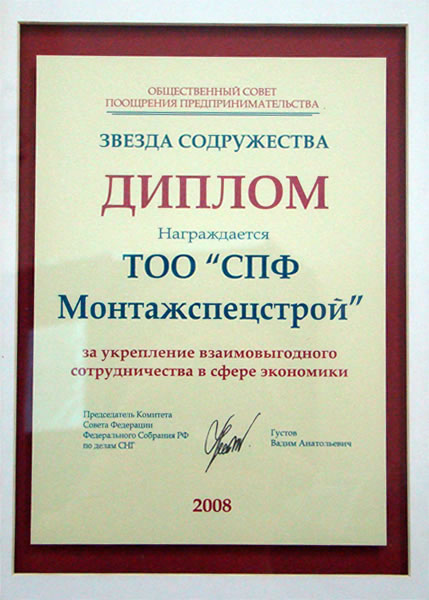 ОБЩЕСТВЕННЫЙ СОВЕТ
ПООЩРЕНИЯ ПРЕДПРИНИМАТЕЛЬСТВА
ЗВЕЗДА СОДРУЖЕСТВА
ДИПЛОМ
Награждается
ТОО “СПФ
Монтажспецстрой”
за укрепление взаимовыгодного
сотрудничества в сфере экономики
Председатель Комитета
Совета Федерации
Федерального Собрания РФ
по делам СНГ
Густов
Вадим Анатольевич
2008